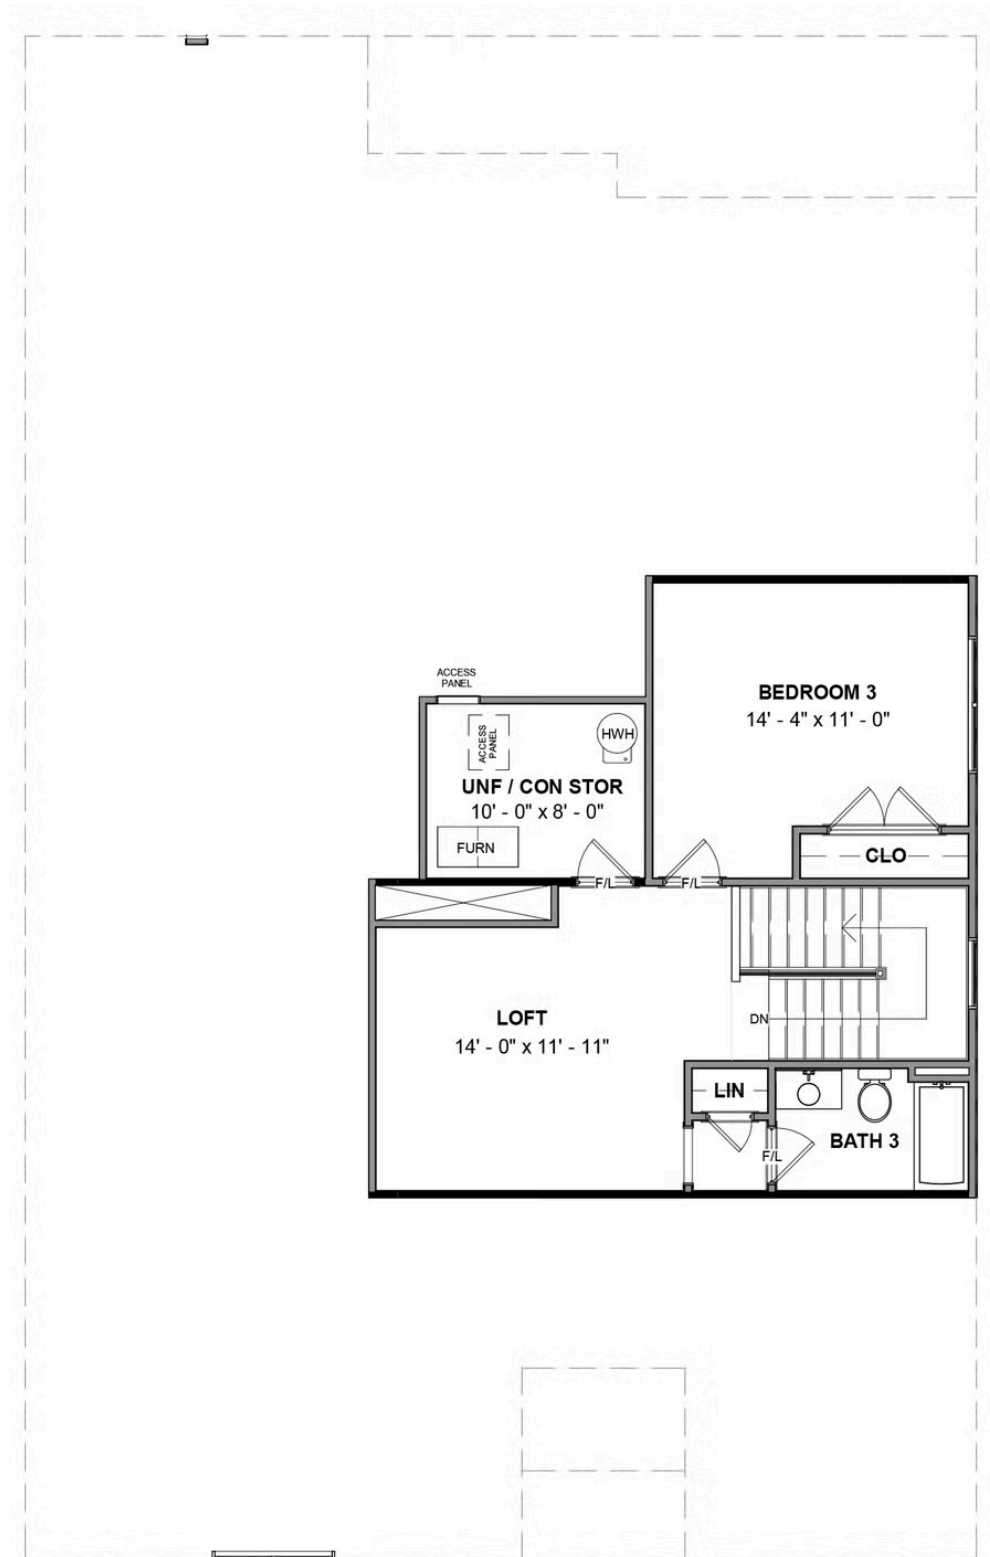 BEDROOM 3
14' - 4" x 11' - 0"
ACCESS
PANEL
ACCESS
PANEL
HWH
UNF / CON STOR
10' - 0" x 8' - 0"
FURN
CLO
F/L
F/L
LOFT
14' - 0" x 11' - 11"
DN
LIN
BATH 3
F/L